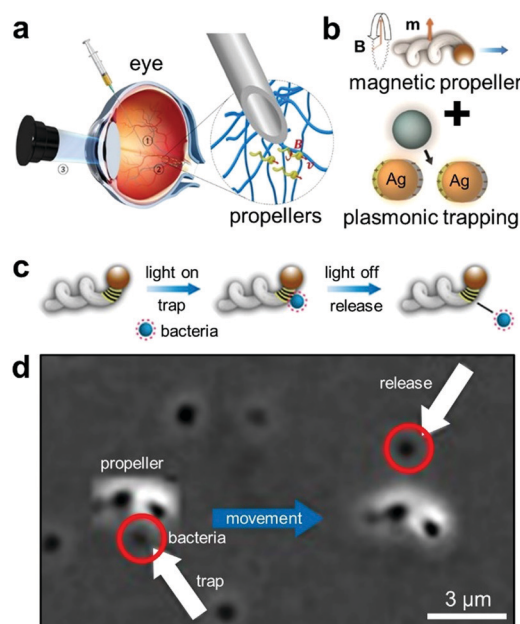 a
eye
①
②
③
B
v
propellers
b
B
m
magnetic propeller
+
Ag
Ag
plasmonic trapping
c
light on
trap
bacteria
light off
release
d
release
propeller
movement
bacteria
trap
3 µm